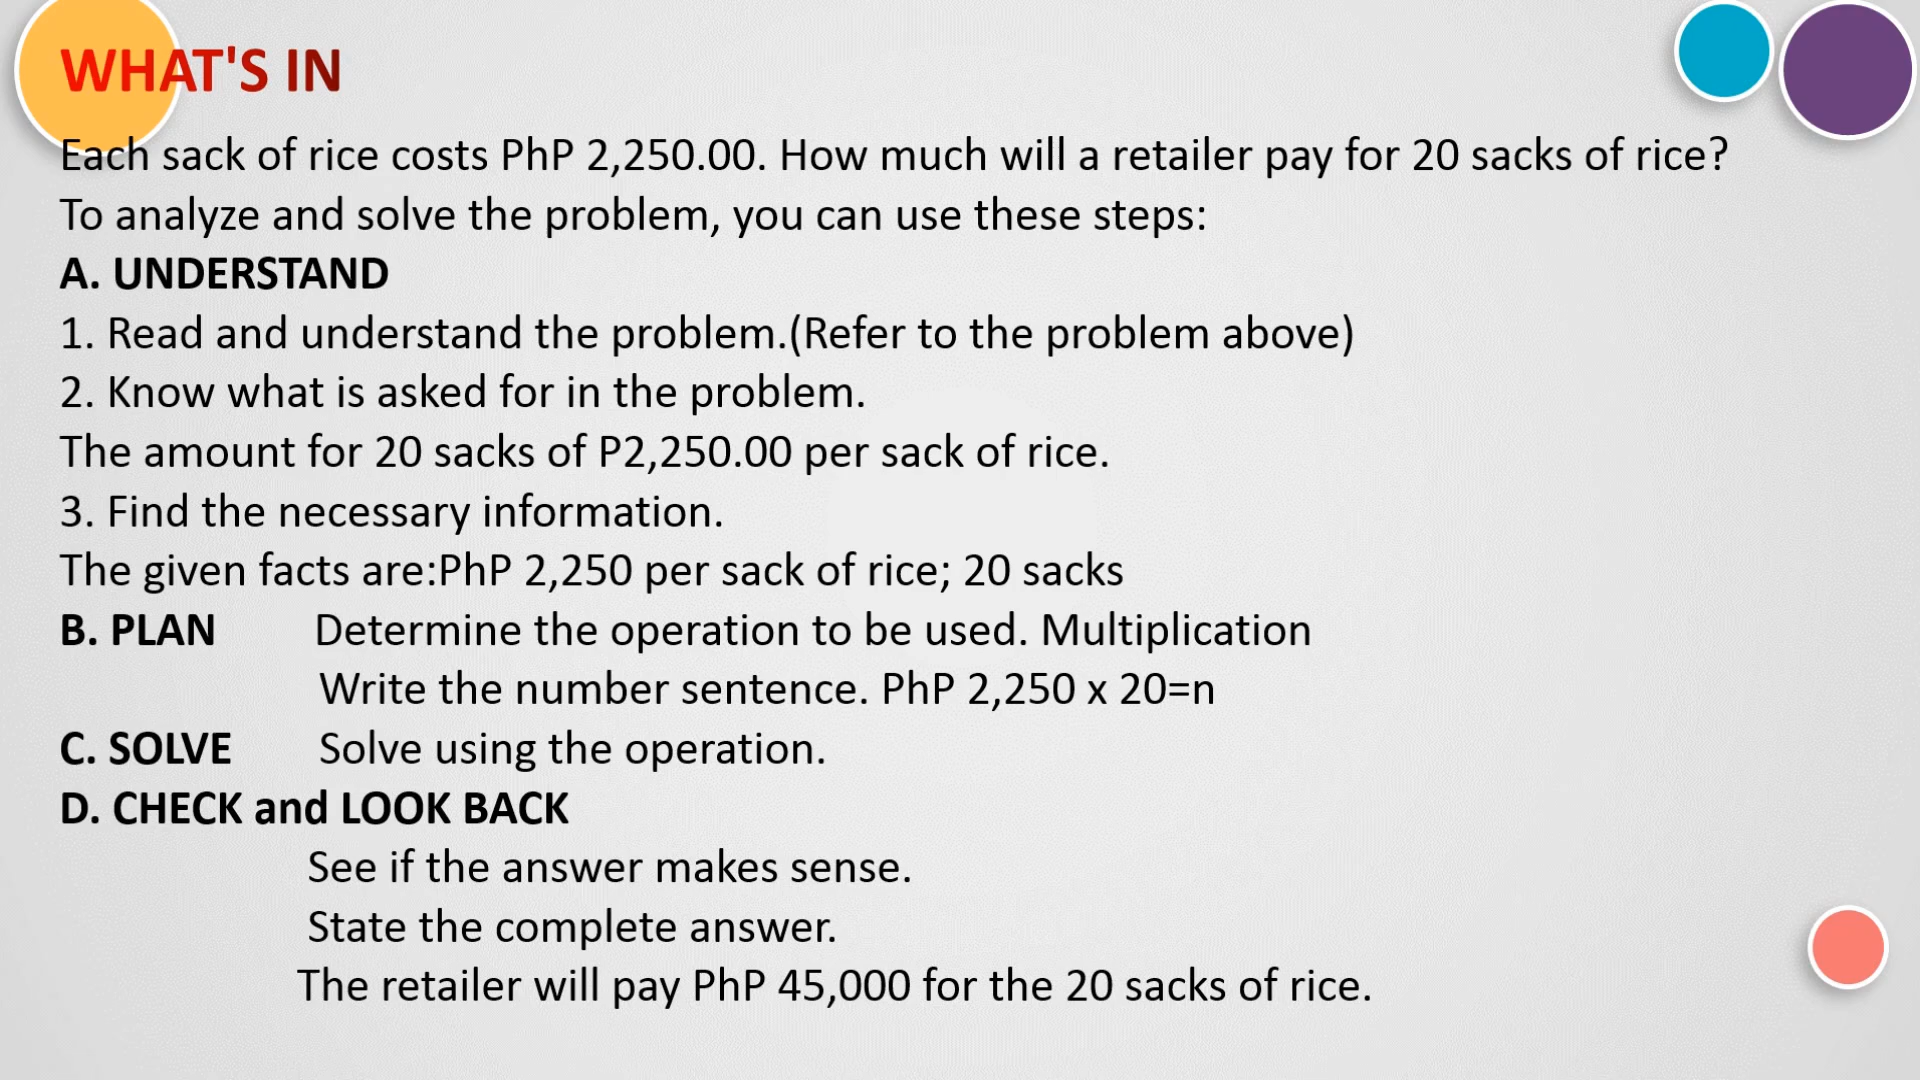 WHAT'S IN
Each sack of rice costs PhP 2,250.00. How much will a retailer pay for 20 sacks of rice?
To analyze and solve the problem, you can use these steps:
A. UNDERSTAND
1. Read and understand the problem.(Refer to the problem above)
2. Know what is asked for in the problem.
The amount for 20 sacks of P2,250.00 per sack of rice.
3. Find the necessary information.
The given facts are:PhP 2,250 per sack of rice; 20 sacks
B. PLAN Determine the operation to be used. Multiplication
Write the number sentence. PhP 2,250 x 20=n
C. SOLVE Solve using the operation.
D. CHECK and LOOK BACK
See if the answer makes sense.
State the complete answer.
The retailer will pay PhP 45,000 for the 20 sacks of rice.